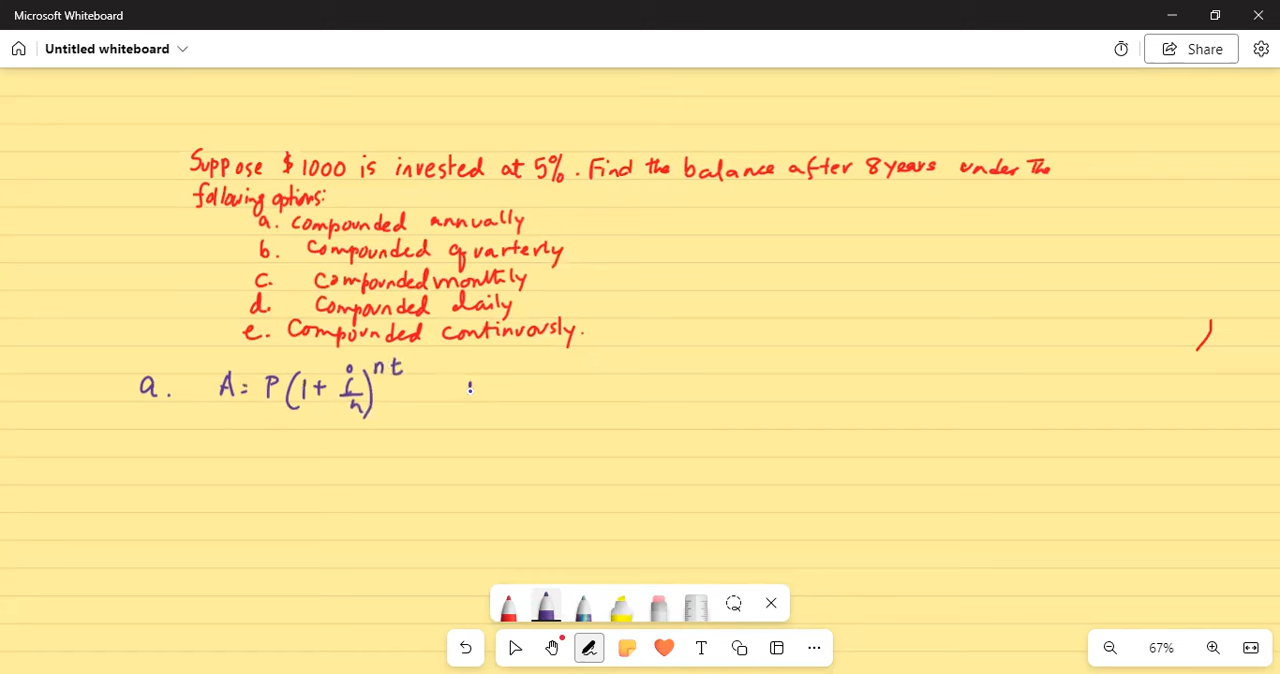 Microsoft Whiteboard
Untitled whiteboard
Share
Suppose $1000 is invested at 5%. Find the balance after 8 years under the
following options:
a. Compounded annually
b. Compounded quarterly
c. Compounded monthly
d. Compounded daily
e. Compounded continuously.
a. A = P(1 + i/n)^nt
67%